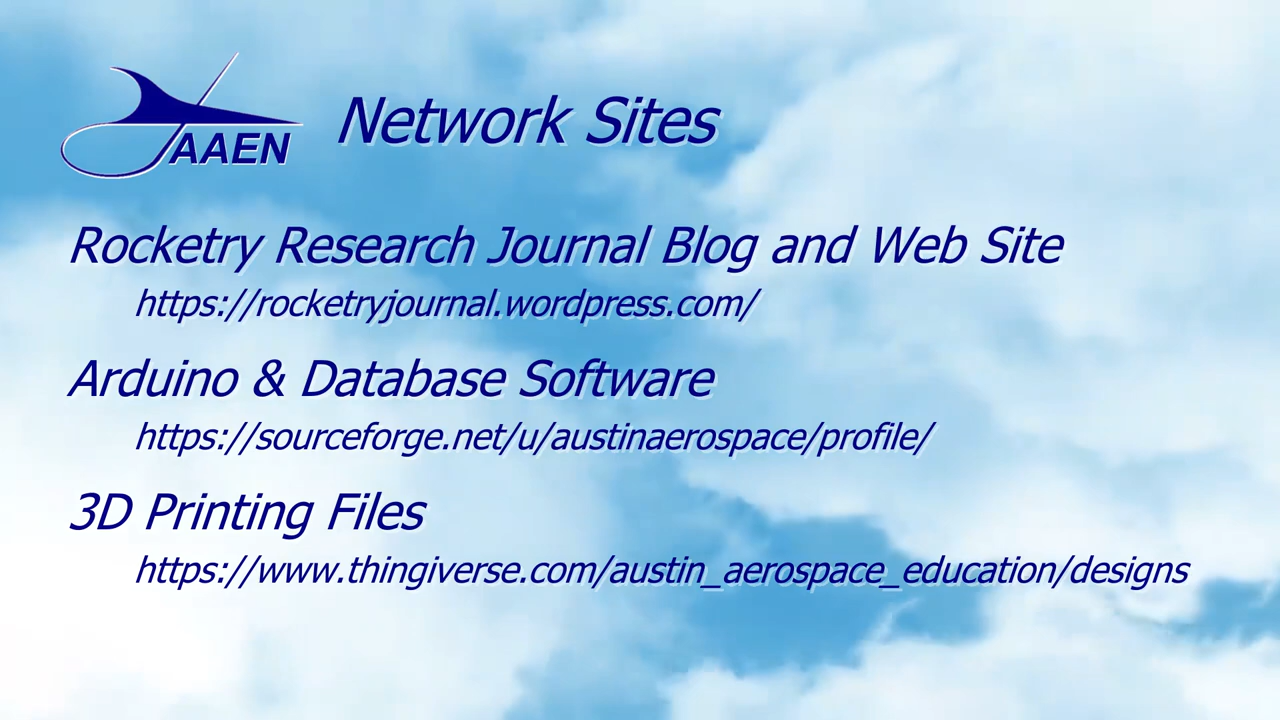 AAEN
Network Sites
Rocketry Research Journal Blog and Web Site
https://rocketryjournal.wordpress.com/
Arduino & Database Software
https://sourceforge.net/u/austinaerospace/profile/
3D Printing Files
https://www.thingiverse.com/austin_aerospace_education/designs